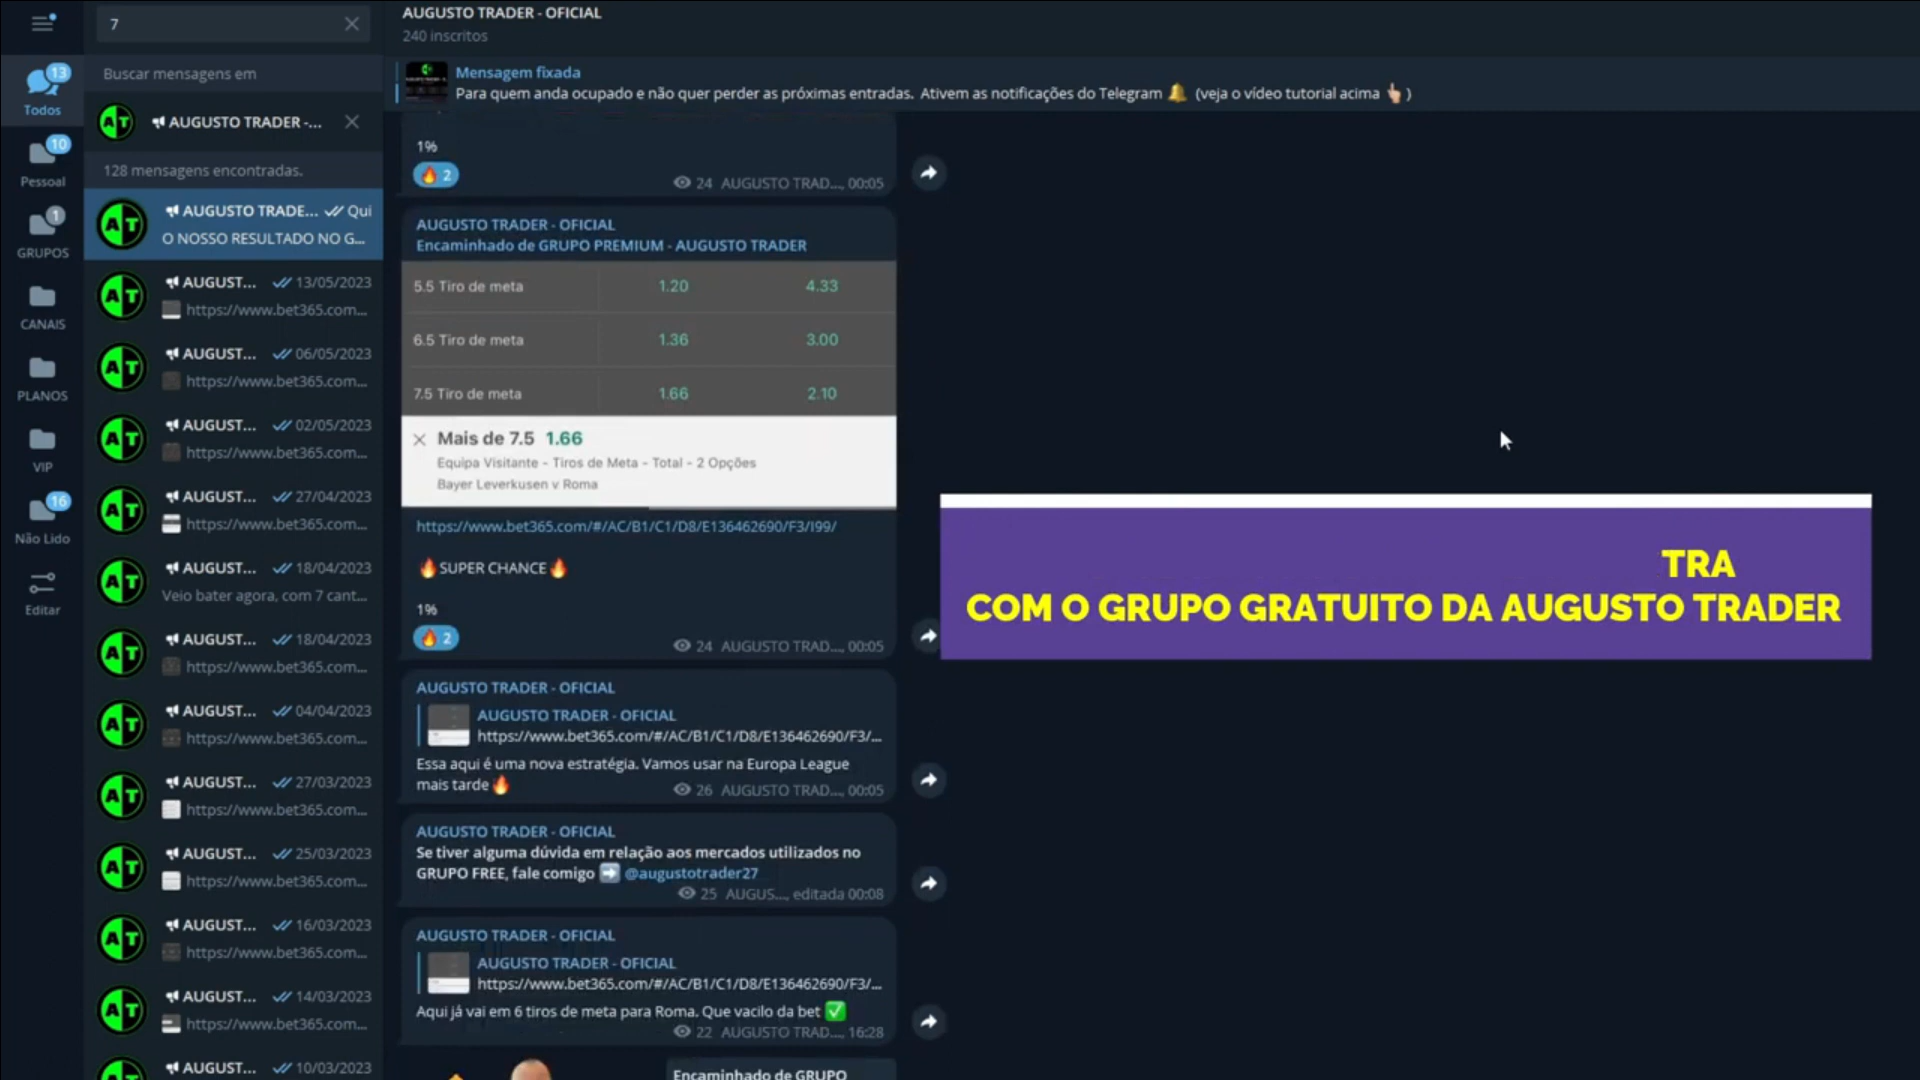 7
Buscar mensagens em
AUGUSTO TRADER -...
128 mensagens encontradas.
AUGUSTO TRADE... Qui
O NOSSO RESULTADO NO G...
AUGUST... 13/05/2023
https://www.bet365.com...
AUGUST... 06/05/2023
https://www.bet365.com...
AUGUST... 02/05/2023
https://www.bet365.com...
AUGUST... 27/04/2023
https://www.bet365.com...
AUGUST... 18/04/2023
Veio bater agora, com 7 cant...
AUGUST... 18/04/2023
https://www.bet365.com...
AUGUST... 04/04/2023
https://www.bet365.com...
AUGUST... 27/03/2023
https://www.bet365.com...
AUGUST... 25/03/2023
https://www.bet365.com...
AUGUST... 16/03/2023
https://www.bet365.com...
AUGUST... 14/03/2023
https://www.bet365.com...
AUGUST... 10/03/2023
13
Todos
10
Pessoal
1
GRUPOS
CANAIS
PLANOS
VIP
16
Não Lido
Editar
AUGUSTO TRADER - OFICIAL
240 inscritos
Mensagem fixada
Para quem anda ocupado e não quer perder as próximas entradas. Ativem as notificações do Telegram 🔔 (veja o vídeo tutorial acima 👆)
1%
🔥 2
24 AUGUSTO TRAD..., 00:05
AUGUSTO TRADER - OFICIAL
Encaminhado de GRUPO PREMIUM - AUGUSTO TRADER
5.5 Tiro de meta 1.20 4.33
6.5 Tiro de meta 1.36 3.00
7.5 Tiro de meta 1.66 2.10
Mais de 7.5 1.66
Equipa Visitante - Tiros de Meta - Total - 2 Opções
Bayer Leverkusen v Roma
https://www.bet365.com/#/AC/B1/C1/D8/E136462690/F3/I99/
🔥SUPER CHANCE🔥
1%
🔥 2
24 AUGUSTO TRAD..., 00:05
AUGUSTO TRADER - OFICIAL
AUGUSTO TRADER - OFICIAL
https://www.bet365.com/#/AC/B1/C1/D8/E136462690/F3/...
Essa aqui é uma nova estratégia. Vamos usar na Europa League
mais tarde🔥
26 AUGUSTO TRAD..., 00:05
AUGUSTO TRADER - OFICIAL
Se tiver alguma dúvida em relação aos mercados utilizados no
GRUPO FREE, fale comigo ➡️ @augustotrader27
25 AUGUS..., editada 00:08
AUGUSTO TRADER - OFICIAL
AUGUSTO TRADER - OFICIAL
https://www.bet365.com/#/AC/B1/C1/D8/E136462690/F3/...
Aqui já vai em 6 tiros de meta para Roma. Que vacilo da bet ✅
22 AUGUSTO TRAD..., 16:28
Encaminhado de GRUPO
TRA
COM O GRUPO GRATUITO DA AUGUSTO TRADER